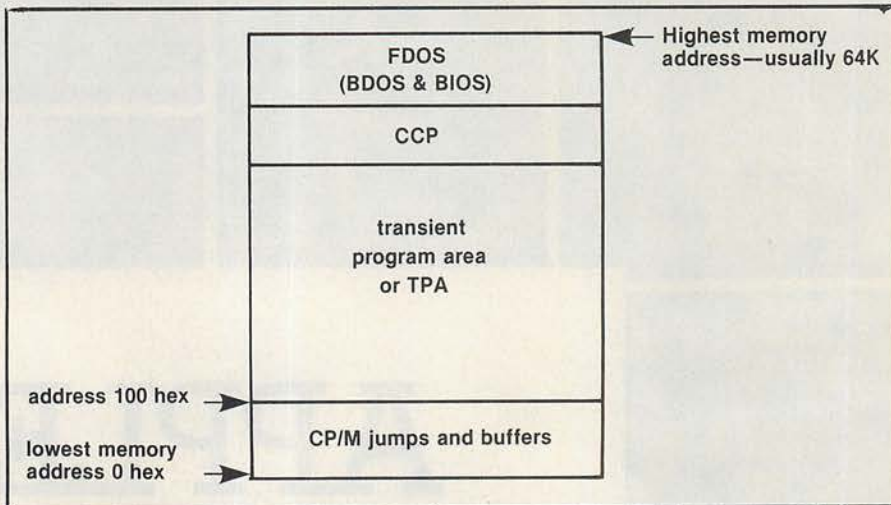 FDOS
(BDOS & BIOS)
Highest memory
address—usually 64K
CCP
transient
program area
or TPA
address 100 hex
CP/M jumps and buffers
lowest memory
address 0 hex